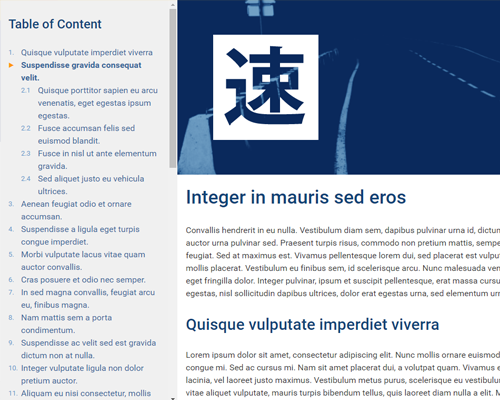 Table of Content
1. Quisque vulputate imperdiet viverra
Suspendisse gravida consequat
velit.
2.1 Quisque porttitor sapien eu arcu
venenatis, eget egestas ipsum
egestas.
2.2 Fusce accumsan felis sed
euismod blandit.
2.3 Fusce in nisl ut ante elementum
gravida.
2.4 Sed aliquet justo eu vehicula
ultrices.
3. Aenean feugiat odio et ornare
accumsan.
4. Suspendisse a ligula eget turpis
congue imperdiet.
5. Morbi vulputate lacus vitae quam
auctor convallis.
6. Cras posuere et odio nec semper.
7. In sed magna convallis, feugiat arcu
eu, finibus magna.
8. Nam mattis sem a porta
condimentum.
9. Suspendisse ac velit sed est gravida
dictum non at nulla.
10. Integer vulputate ligula non dolor
pretium auctor.
11. Aliquam eu nisi consectetur, mollis
速
Integer in mauris sed eros
Convallis hendrerit in eu nulla. Vestibulum diam sem, dapibus pulvinar urna id, dictum
auctor urna pulvinar sed. Praesent turpis risus, commodo non pretium mattis, sempe
feugiat. Sed at maximus est. Vivamus pellentesque lorem dui, sed placerat est vulput
mollis placerat. Vestibulum eu finibus sem, id scelerisque arcu. Nunc malesuada ven
eget fringilla dolor. Integer pulvinar, ipsum et suscipit pellentesque, erat massa cursu
egestas, nisl sollicitudin dapibus ultrices, dolor erat egestas urna, sed elementum urn
Quisque vulputate imperdiet viverra
Lorem ipsum dolor sit amet, consectetur adipiscing elit. Nunc mollis ornare euismod
congue mi. Sed ac cursus mi. Nam sit amet placerat dui, a volutpat quam. Vivamus e
lacinia, vel laoreet justo maximus. Vestibulum metus purus, scelerisque eu vestibulu
vitae aliquet vulputate, mauris turpis bibendum tellus, quis laoreet diam nulla a elit. M